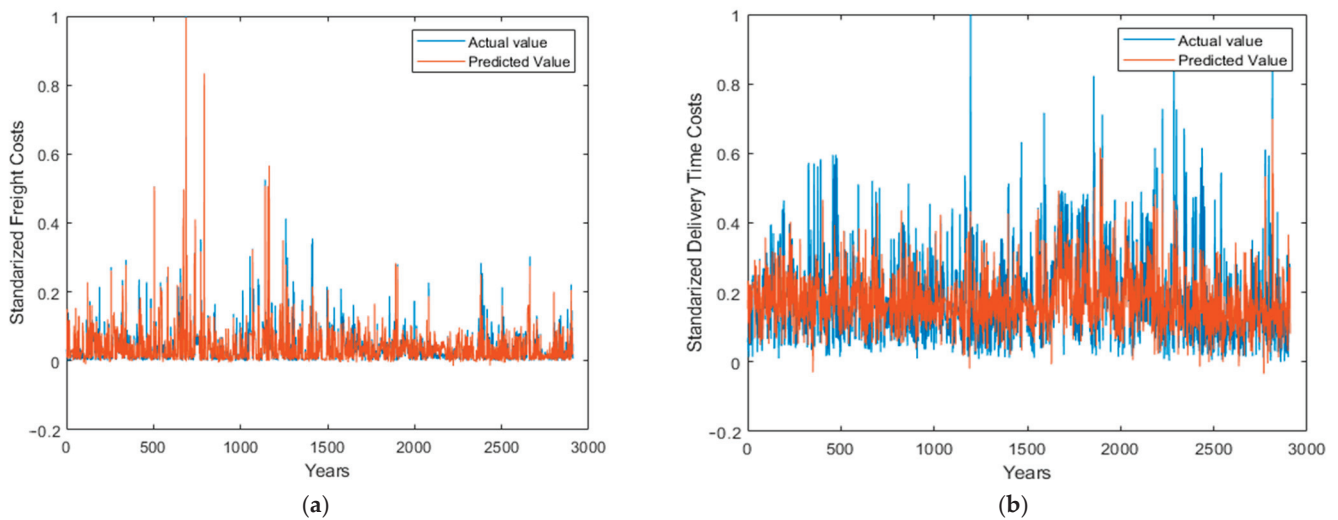 1
0.8
0.6
0.4
0.2
0
−0.2
Standarized Freight Costs
Actual value
Predicted Value
0 500 1000 1500 2000 2500 3000
Years
(a)
1
0.8
0.6
0.4
0.2
0
−0.2
Standarized Delivery Time Costs
Actual value
Predicted Value
0 500 1000 1500 2000 2500 3000
Years
(b)